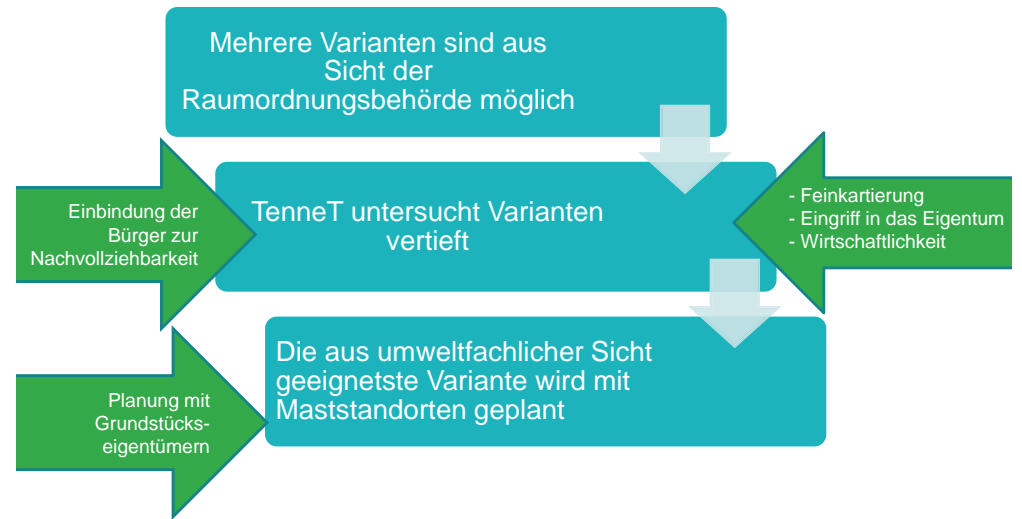 Mehrere Varianten sind aus
Sicht der
Raumordnungsbehörde möglich
Einbindung der
Bürger zur
Nachvollziehbarkeit
TenneT untersucht Varianten
vertieft
- Feinkartierung
- Eingriff in das Eigentum
- Wirtschaftlichkeit
Die aus umweltfachlicher Sicht
geeignetste Variante wird mit
Maststandorten geplant
Planung mit
Grundstücks-
eigentümern